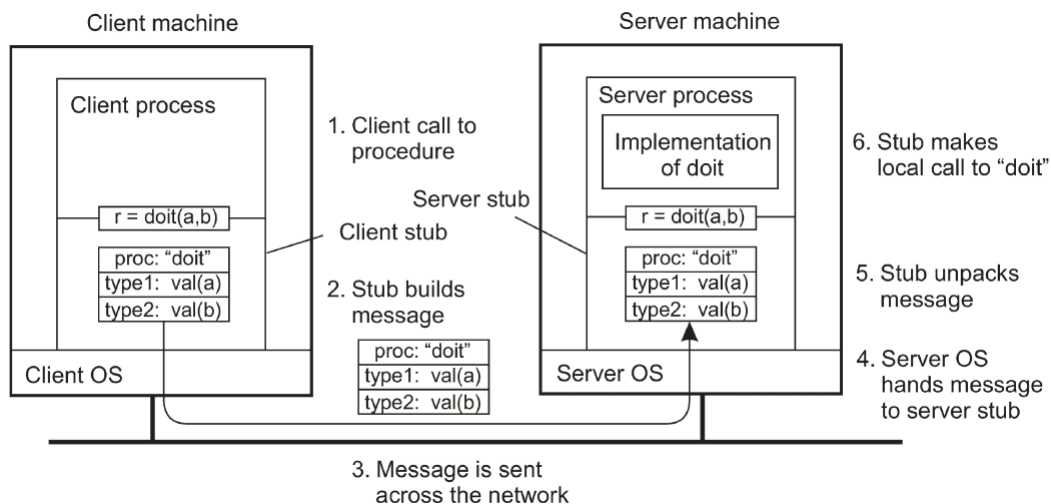 Client machine
Server machine
Client process
Server process
1. Client call to
procedure
Implementation
of doit
6. Stub makes
local call to “doit”
Server stub
r = doit(a,b)
r = doit(a,b)
Client stub
proc: “doit”
type1: val(a)
type2: val(b)
proc: “doit”
type1: val(a)
type2: val(b)
2. Stub builds
message
5. Stub unpacks
message
proc: “doit”
type1: val(a)
type2: val(b)
Client OS
Server OS
4. Server OS
hands message
to server stub
3. Message is sent
across the network